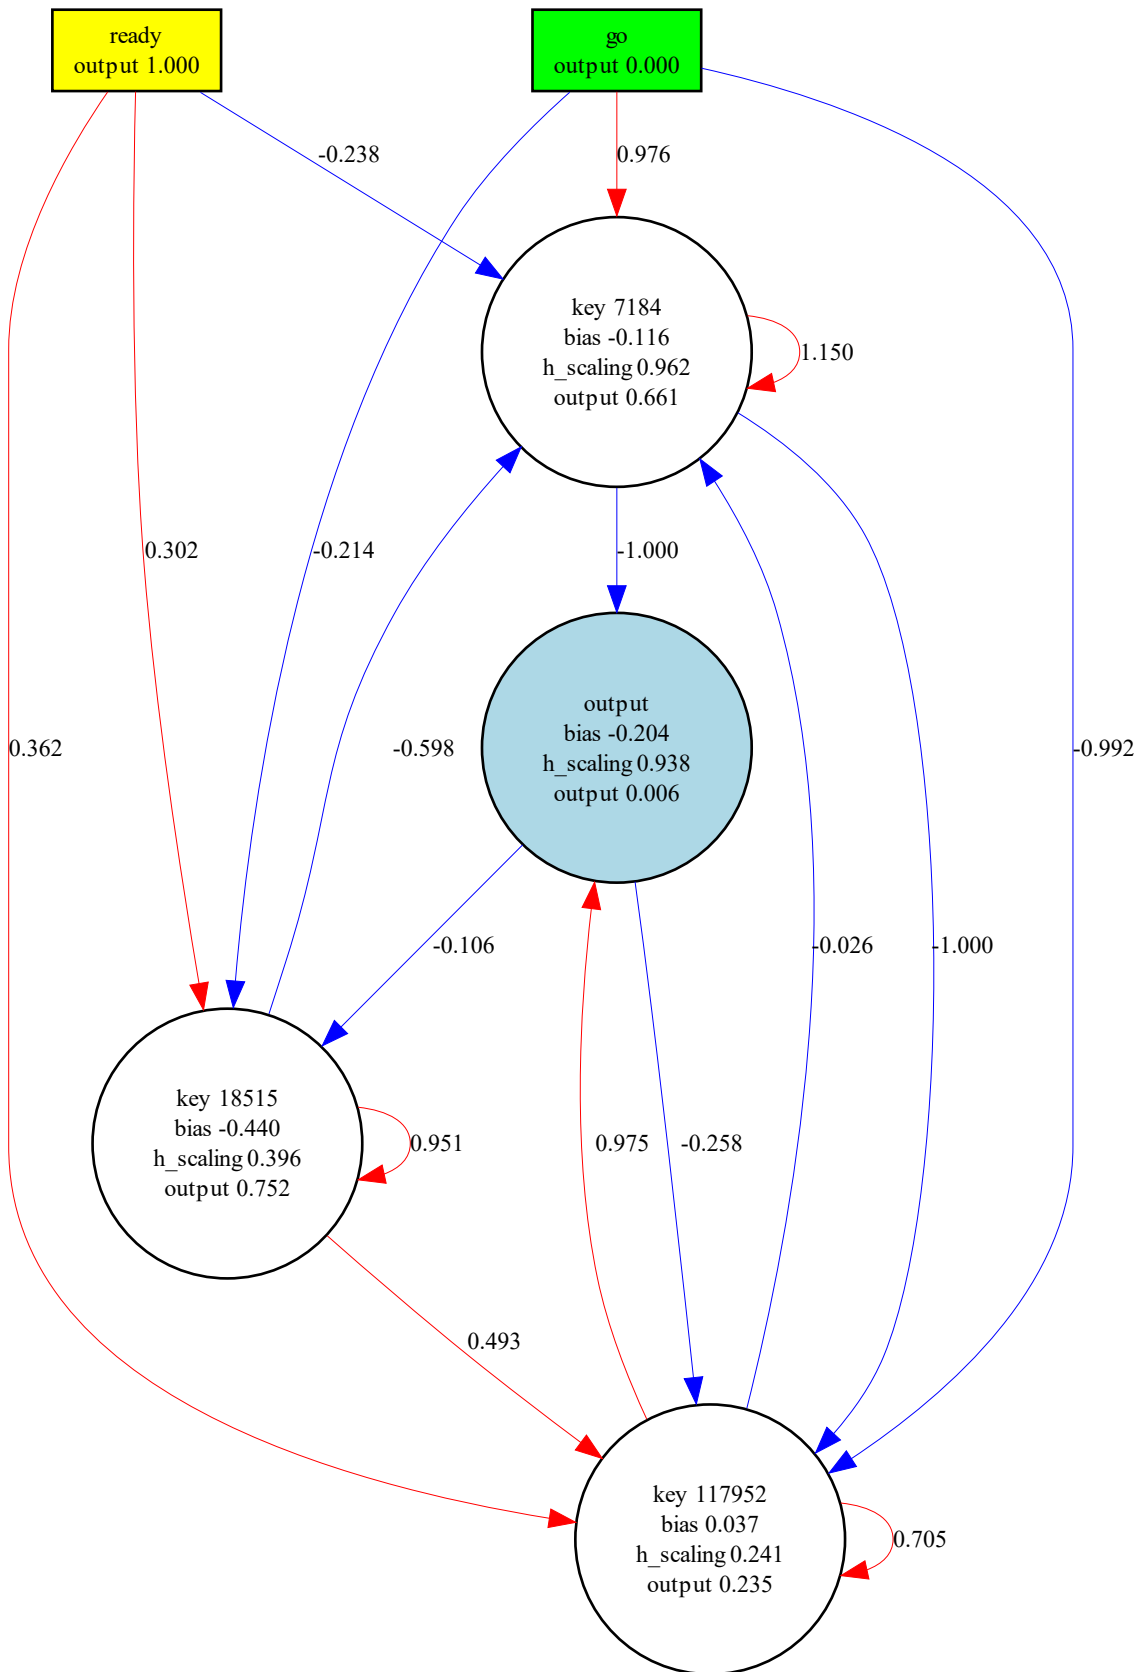 ready
output 1.000
go
output 0.000
-0.238
0.976
key 7184
bias -0.116
h_scaling 0.962
output 0.661
1.150
0.302
-0.214
-1.000
output
bias -0.204
h_scaling 0.938
output 0.006
0.362
-0.598
-0.992
-0.106
-0.026
-1.000
key 18515
bias -0.440
h_scaling 0.396
output 0.752
0.951
0.975
-0.258
0.493
key 117952
bias 0.037
h_scaling 0.241
output 0.235
0.705